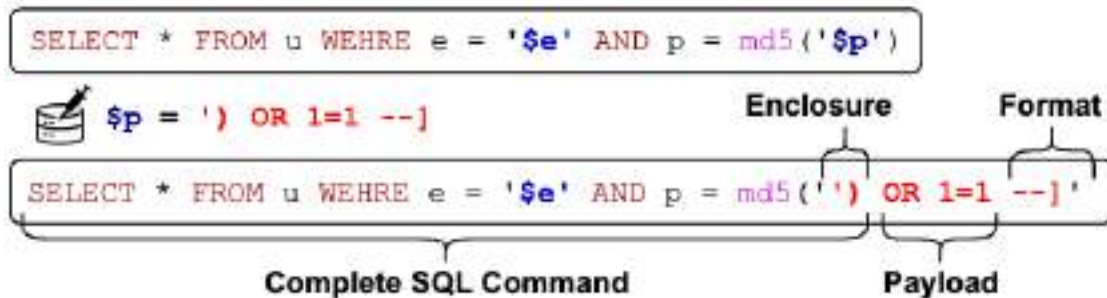 SELECT * FROM u WEHRE e = '$e' AND p = md5('$p')
$p = ') OR 1=1 --]
Enclosure Format
SELECT * FROM u WEHRE e = '$e' AND p = md5('') OR 1=1 --]'
Complete SQL Command Payload